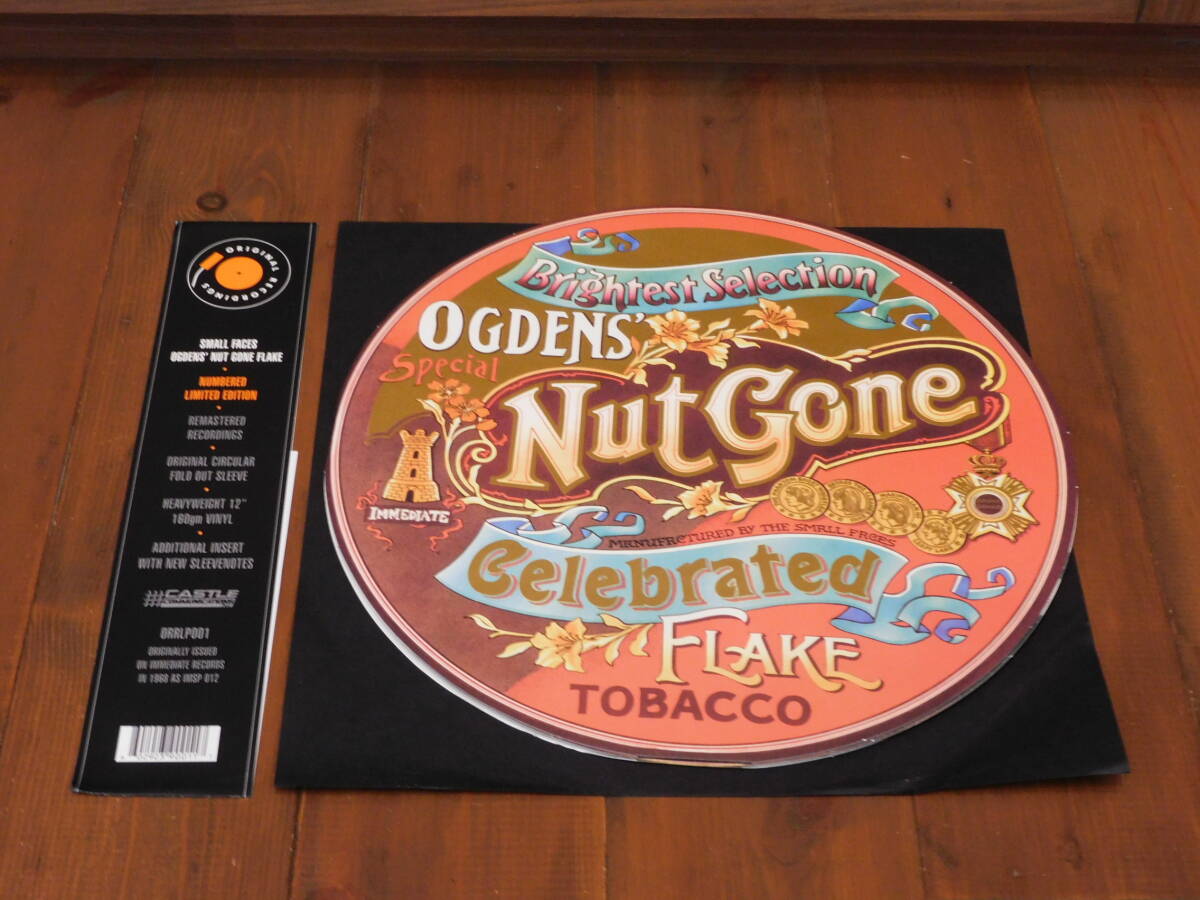 ORIGINAL RECORDINGS
SMALL FACES
OGDENS' NUT GONE FLAKE
NUMBERED
LIMITED EDITION
REMASTERED
RECORDINGS
ORIGINAL CIRCULAR
FOLD OUT SLEEVE
HEAVYWEIGHT 12"
180gm VINYL
ADDITIONAL INSERT
WITH NEW SLEEVENOTES
CASTLE
COMMUNICATIONS
ORRLP001
ORIGINALLY ISSUED
ON IMMEDIATE RECORDS
IN 1968 AS IMSP 012
Brightest Selection
OGDENS'
Special
Nut Gone
IMMEDIATE
MANUFACTURED BY THE SMALL FACES
Celebrated
FLAKE
TOBACCO